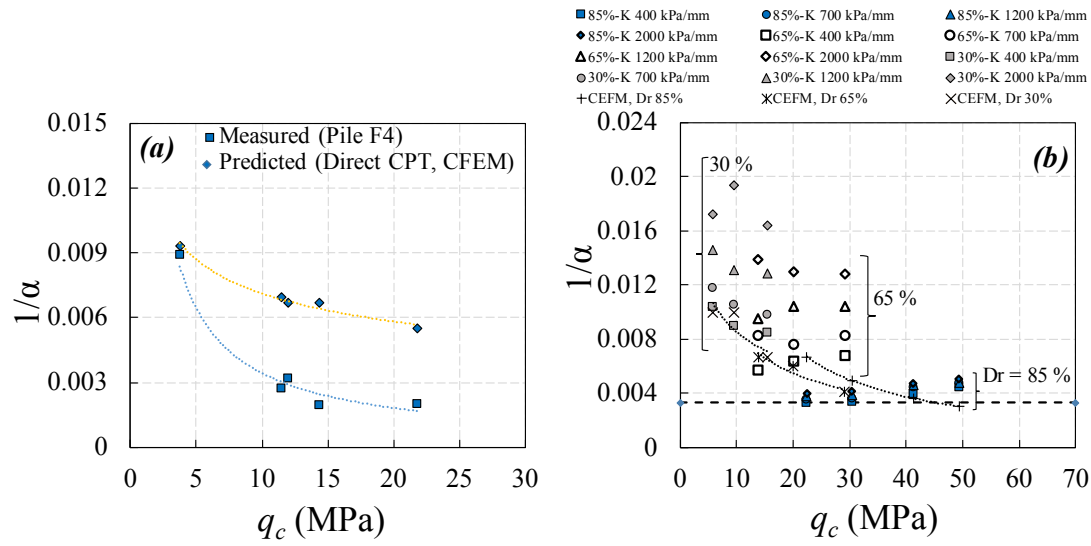 85%-K 400 kPa/mm 85%-K 700 kPa/mm 85%-K 1200 kPa/mm
85%-K 2000 kPa/mm 65%-K 400 kPa/mm 65%-K 700 kPa/mm
65%-K 1200 kPa/mm 65%-K 2000 kPa/mm 30%-K 400 kPa/mm
30%-K 700 kPa/mm 30%-K 1200 kPa/mm 30%-K 2000 kPa/mm
CEFM, Dr 85% CEFM, Dr 65% CEFM, Dr 30%
(a)
Measured (Pile F4)
Predicted (Direct CPT, CFEM)
0.015
0.012
0.009
0.006
0.003
0
1/α
0 5 10 15 20 25 30
qc (MPa)
(b)
30 %
65 %
Dr = 85 %
0.024
0.02
0.016
0.012
0.008
0.004
0
1/α
0 10 20 30 40 50 60 70
qc (MPa)